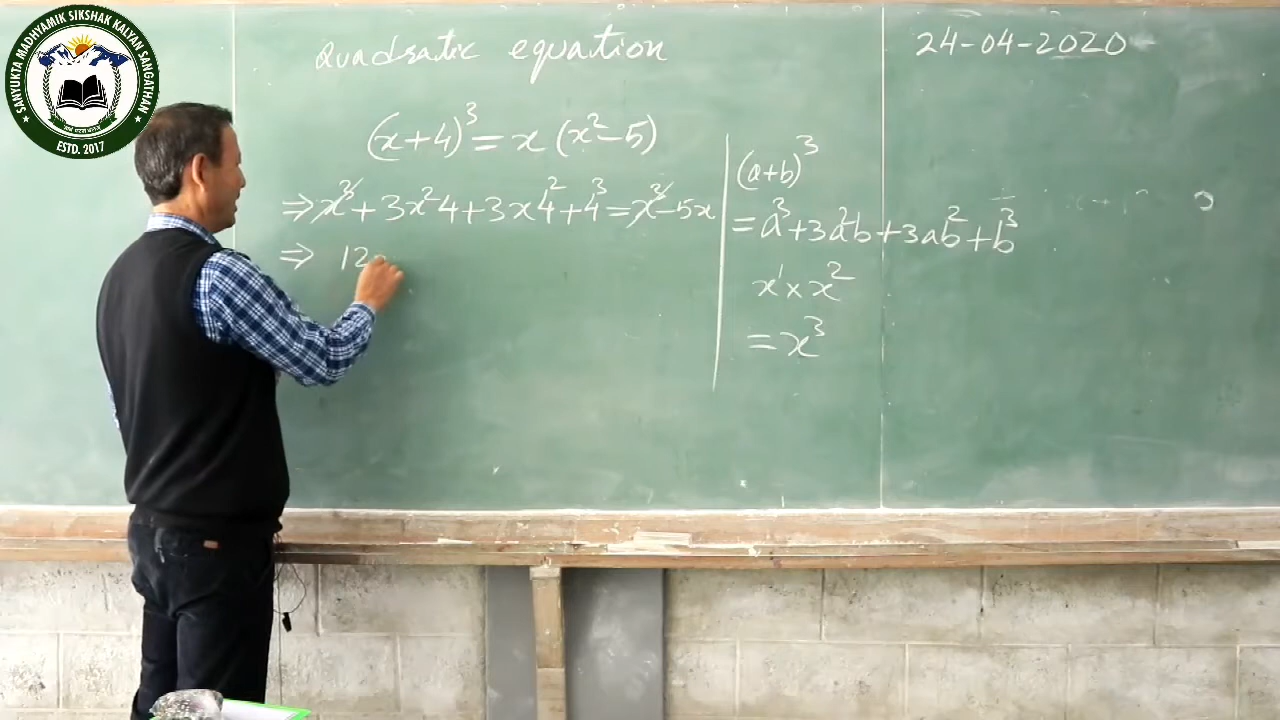 SANYUKTA MADHYAMIK SIKSHAK KALYAN SANGATHAN
ESTD. 2017
Quadratic equation
24-04-2020
(x+4)³ = x (x²-5)
⇒ x³ + 3x²4 + 3x4² + 4³ = x³ - 5x
⇒ 12
(a+b)³
= a³ + 3a²b + 3ab² + b³
x¹ × x²
= x³